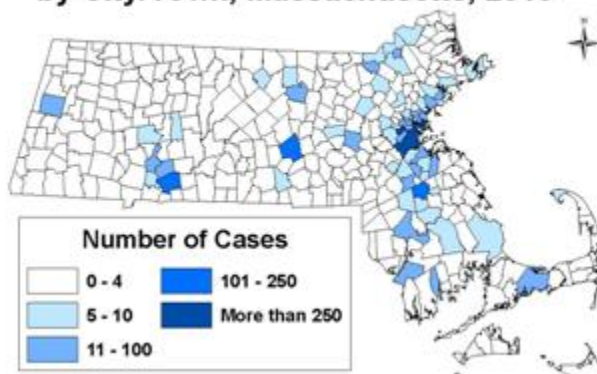 N
Number of Cases
0 - 4
101 - 250
5 - 10
More than 250
11 - 100